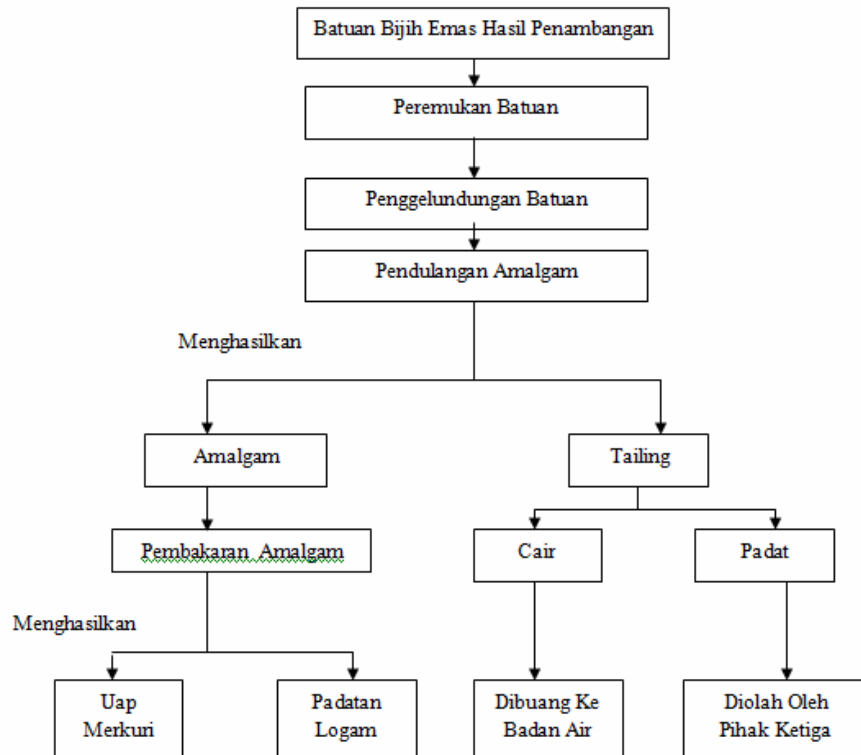 Batuan Bijih Emas Hasil Penambangan
Peremukan Batuan
Penggelundungan Batuan
Pendulangan Amalgam
Menghasilkan
Amalgam
Tailing
Pembakaran Amalgam
Cair
Padat
Menghasilkan
Uap
Merkuri
Padatan
Logam
Dibuang Ke
Badan Air
Diolah Oleh
Pihak Ketiga